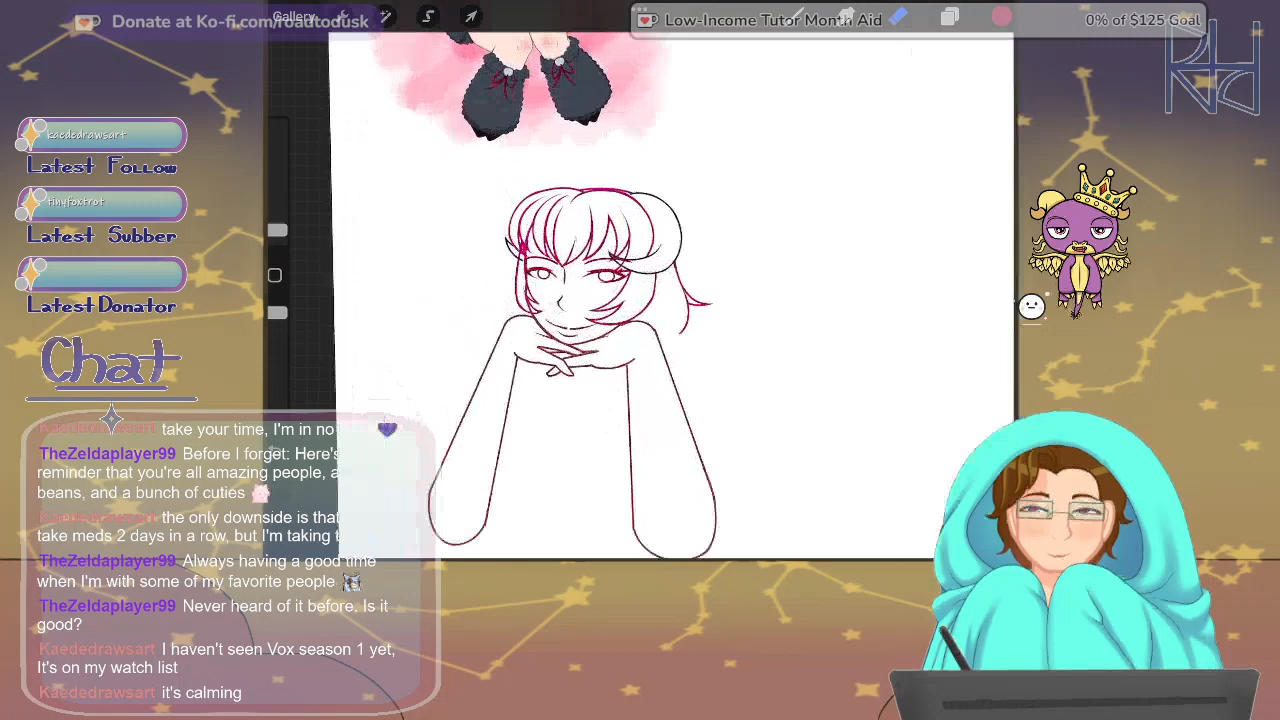 Gallery
Donate at Ko-fi.com/roadtodusk
Low-Income Tutor Month Aid
0% of $125 Goal
kaededrawsart
Latest Follow
tinyfoxtrot
Latest Subber
Latest Donator
Chat
Kaededrawsart take your time, I'm in no
TheZeldaplayer99 Before I forget: Here's
reminder that you're all amazing people,
beans, and a bunch of cuties
Kaededrawsart the only downside is that
take meds 2 days in a row, but I'm taking
TheZeldaplayer99 Always having a good time
when I'm with some of my favorite people
TheZeldaplayer99 Never heard of it before. Is it
good?
Kaededrawsart I haven't seen Vox season 1 yet,
It's on my watch list
Kaededrawsart it's calming